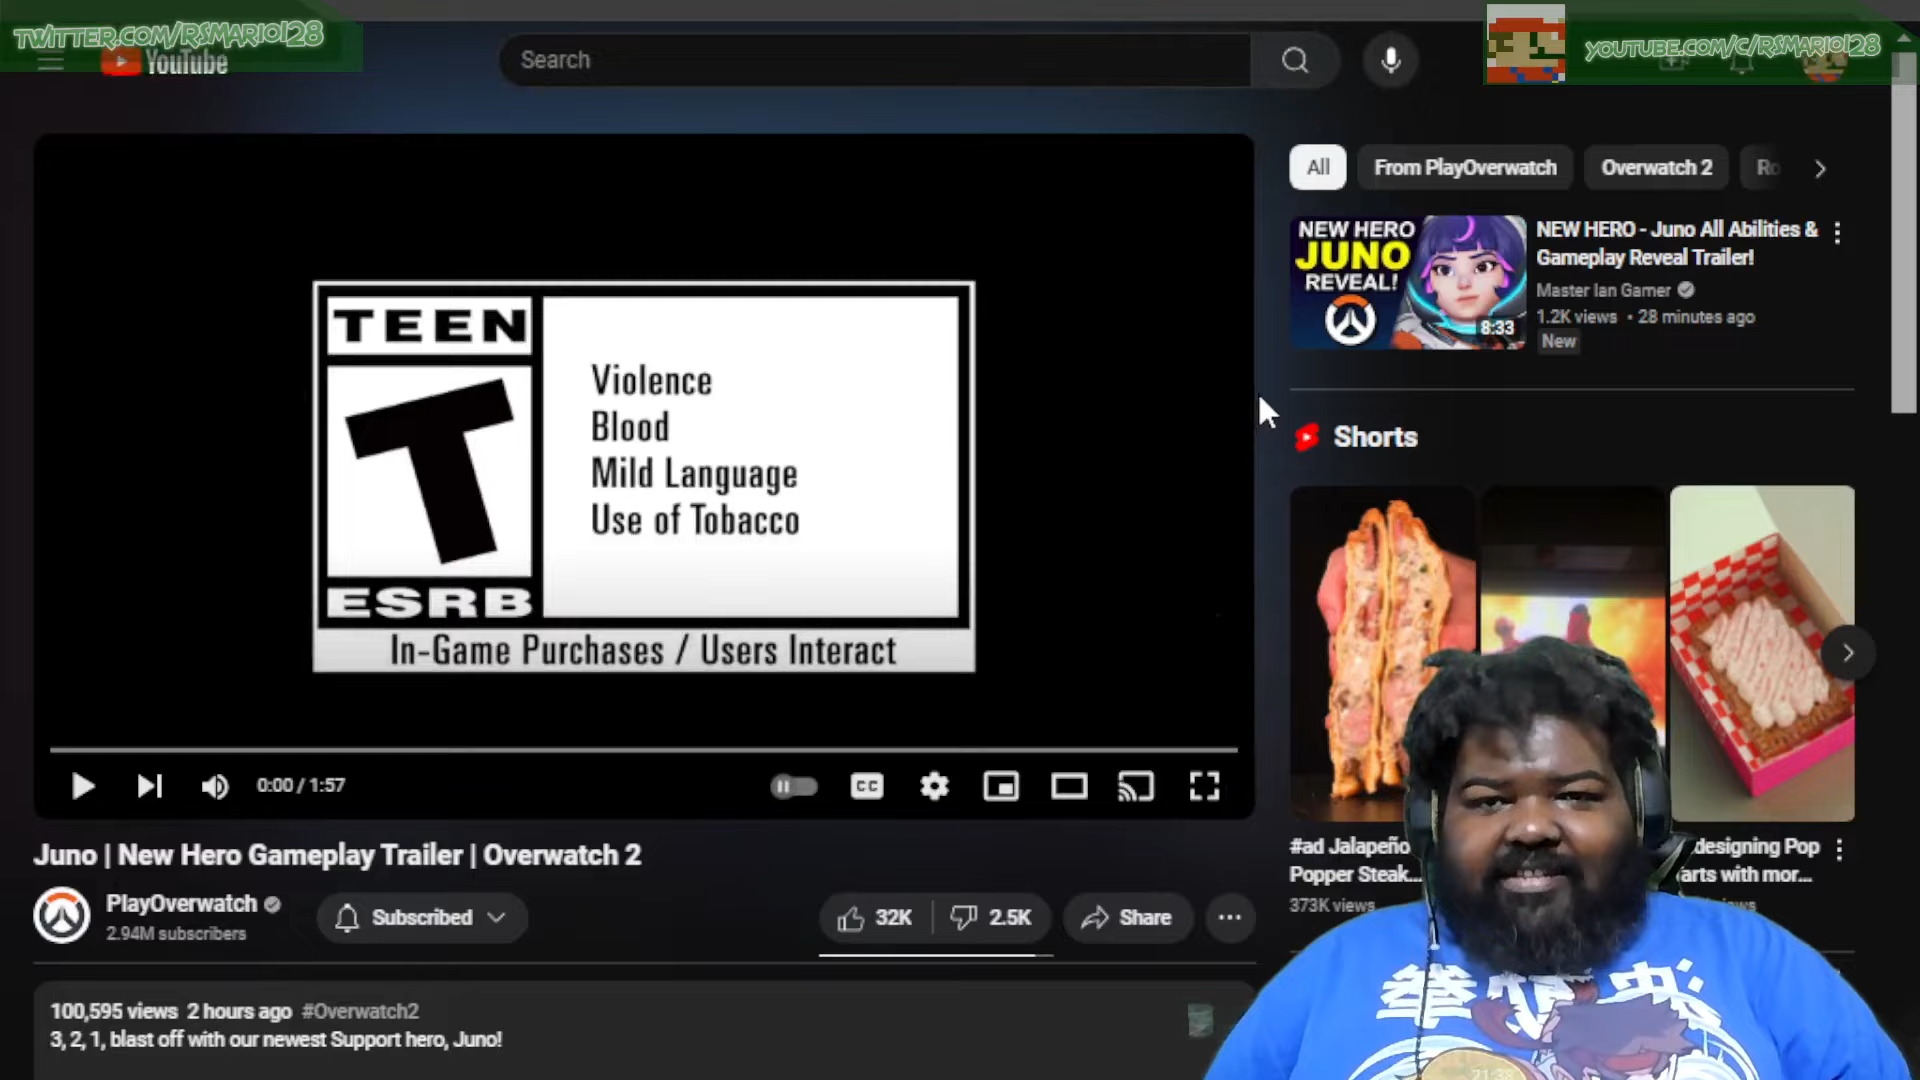 TWITTER.COM/RSMARIO128
YOUTUBE.COM/C/RSMARIO128
YouTube
Search
All
From PlayOverwatch
Overwatch 2
Ro
TEEN
T
ESRB
Violence
Blood
Mild Language
Use of Tobacco
In-Game Purchases / Users Interact
0:00 / 1:57
CC
Juno | New Hero Gameplay Trailer | Overwatch 2
PlayOverwatch
2.94M subscribers
Subscribed
32K
2.5K
Share
100,595 views 2 hours ago #Overwatch2
3, 2, 1, blast off with our newest Support hero, Juno!
NEW HERO
JUNO
REVEAL!
8:33
NEW HERO - Juno All Abilities &
Gameplay Reveal Trailer!
Master Ian Gamer
1.2K views • 28 minutes ago
New
Shorts
#ad Jalapeño
Popper Steak...
373K views
designing Pop
arts with mor...
21:38